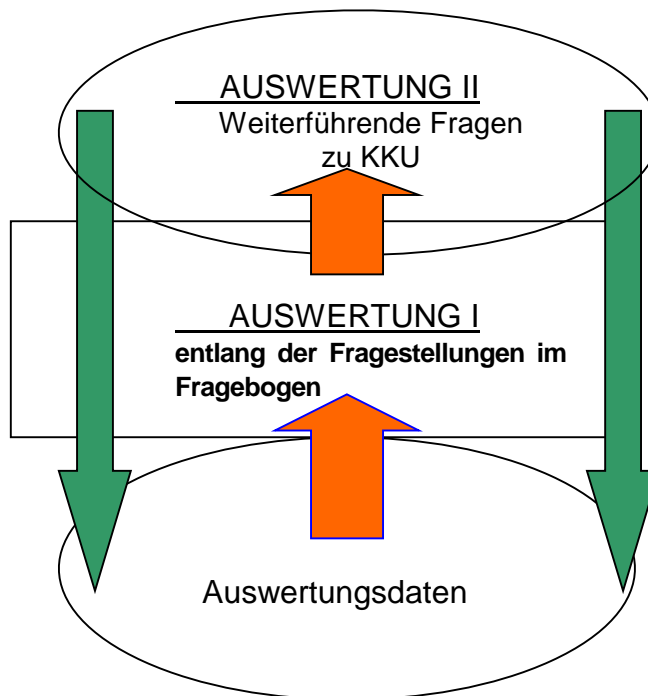 AUSWERTUNG II
Weiterführende Fragen
zu KKU
AUSWERTUNG I
entlang der Fragestellungen im
Fragebogen
Auswertungsdaten